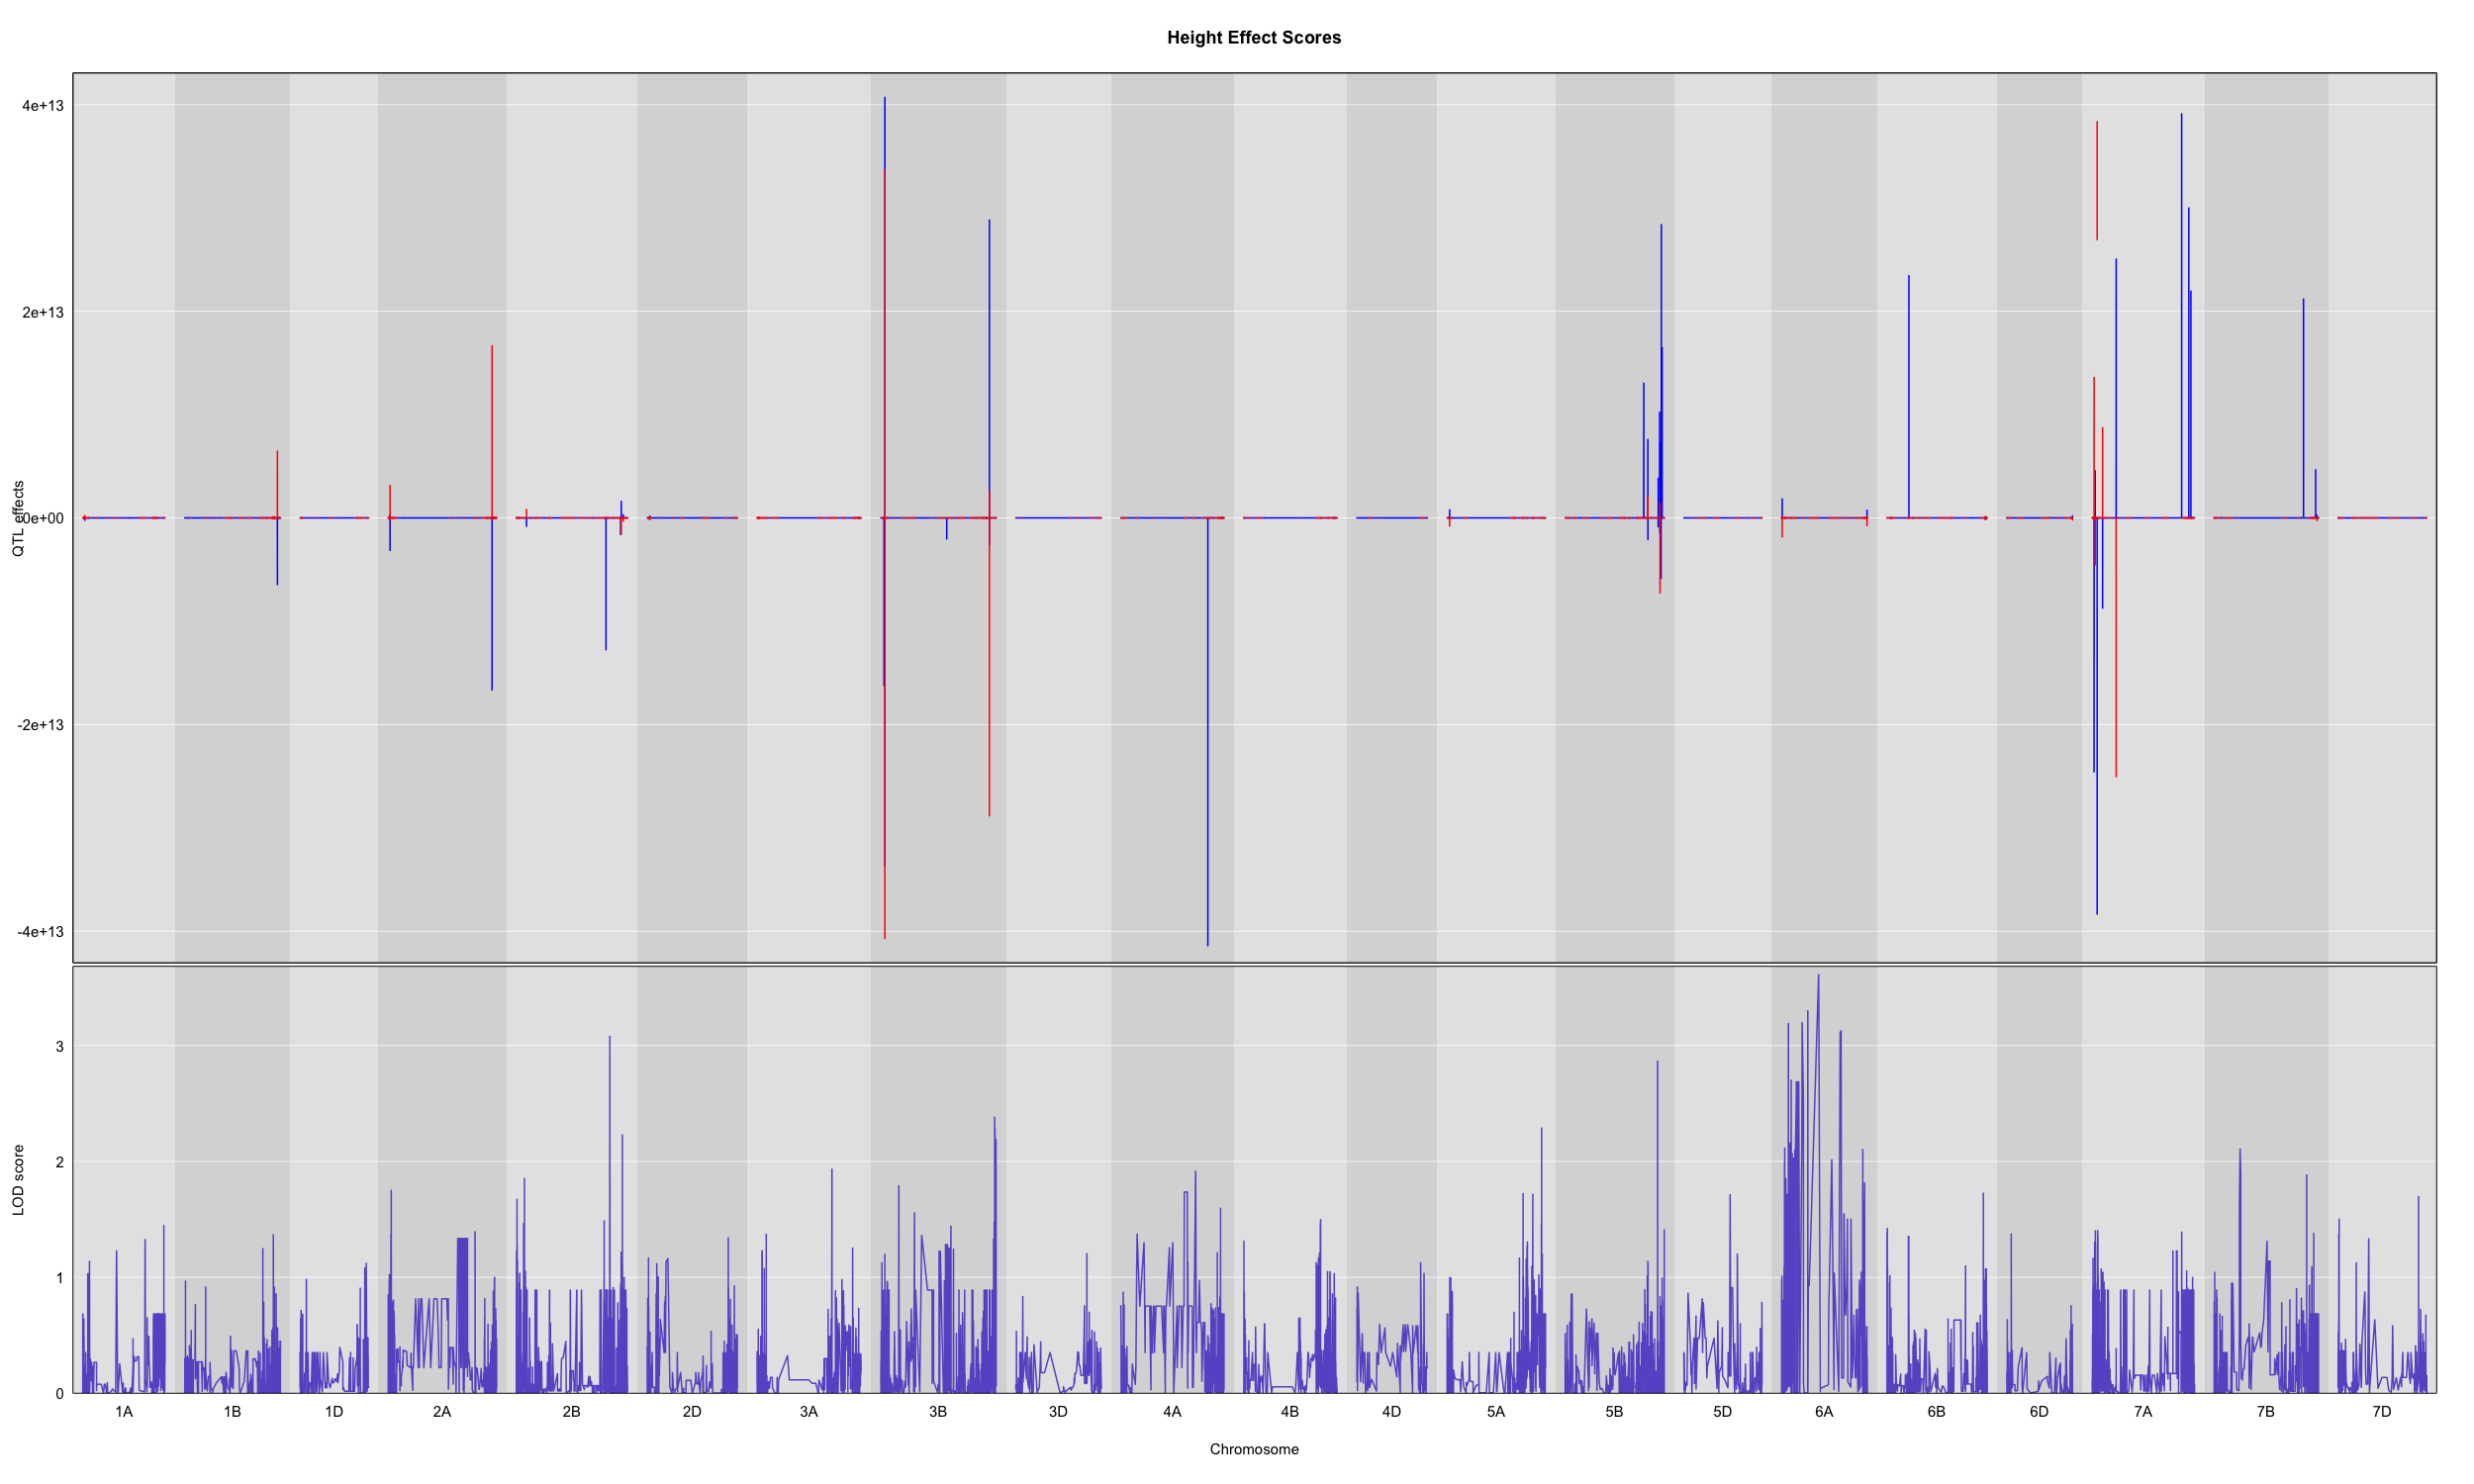 Height Effect Scores
4e+13
2e+13
0e+00
-2e+13
-4e+13
QTL effects
3
2
1
0
LOD score
1A 1B 1D 2A 2B 2D 3A 3B 3D 4A 4B 4D 5A 5B 5D 6A 6B 6D 7A 7B 7D
Chromosome